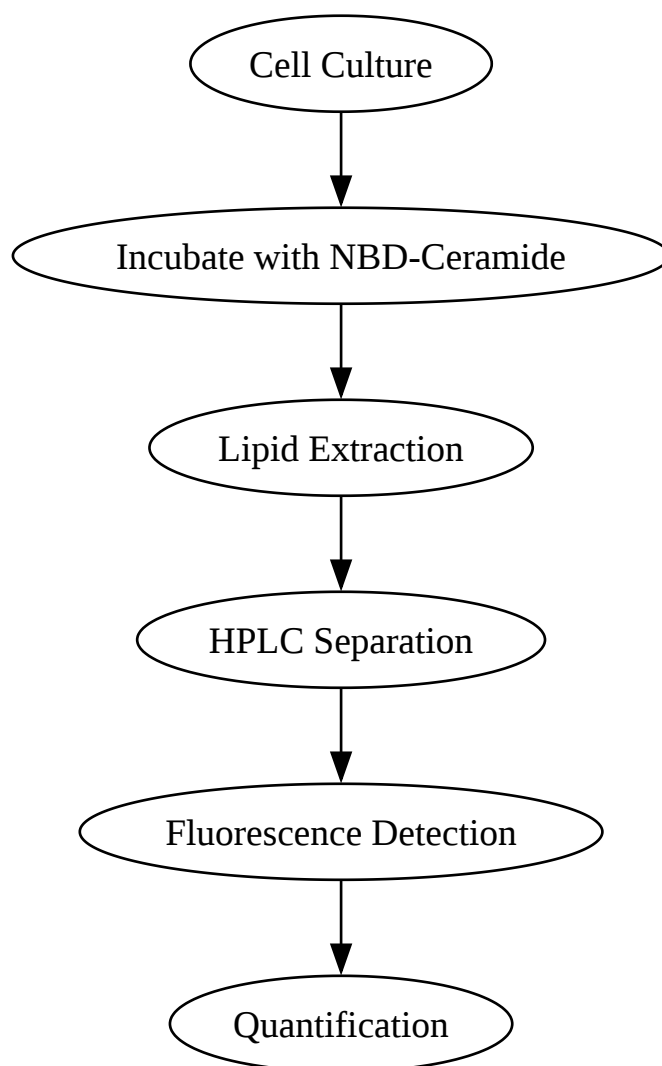 Cell Culture
Incubate with NBD-Ceramide
Lipid Extraction
HPLC Separation
Fluorescence Detection
Quantification